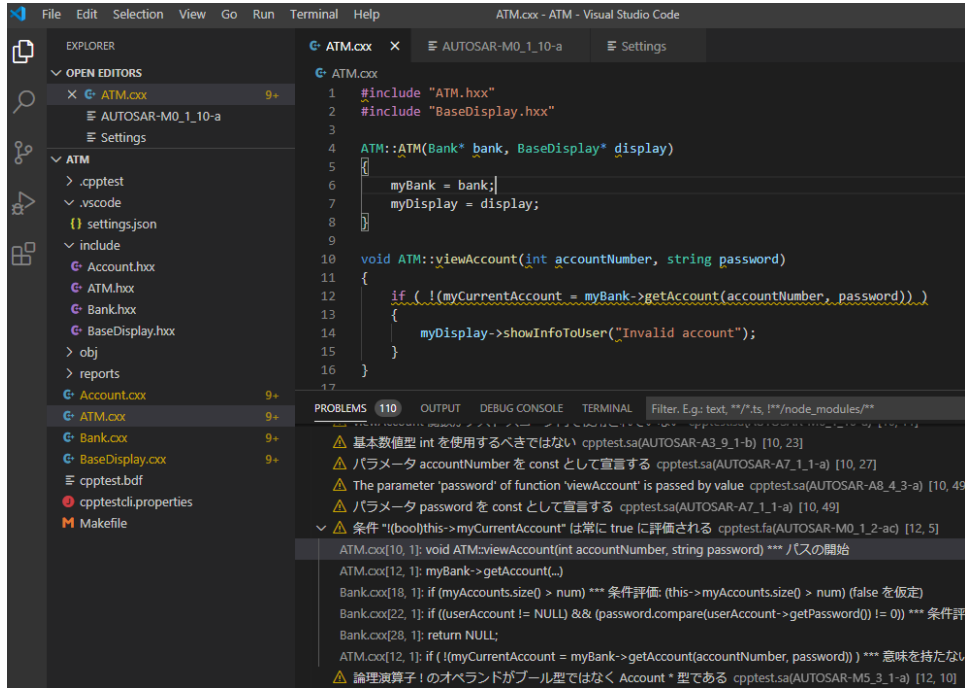 File Edit Selection View Go Run Terminal Help ATM.cxx - ATM - Visual Studio Code
EXPLORER
OPEN EDITORS
ATM.cxx 9+
AUTOSAR-M0_1_10-a
Settings
ATM
.cpptest
.vscode
{} settings.json
include
Account.hxx
ATM.hxx
Bank.hxx
BaseDisplay.hxx
obj
reports
Account.cxx 9+
ATM.cxx 9+
Bank.cxx 9+
BaseDisplay.cxx 9+
cpptest.bdf
cpptestcli.properties
Makefile
ATM.cxx AUTOSAR-M0_1_10-a Settings
ATM.cxx
1 #include "ATM.hxx"
2 #include "BaseDisplay.hxx"
3
4 ATM::ATM(Bank* bank, BaseDisplay* display)
5 {
6 myBank = bank;
7 myDisplay = display;
8 }
9
10 void ATM::viewAccount(int accountNumber, string password)
11 {
12 if ( !(myCurrentAccount = myBank->getAccount(accountNumber, password)) )
13 {
14 myDisplay->showInfoToUser("Invalid account");
15 }
16 }
17
PROBLEMS 110 OUTPUT DEBUG CONSOLE TERMINAL Filter. E.g.: text, **/*.ts, !**/node_modules/**
基本数値型 int を使用するべきではない cpptest.sa(AUTOSAR-A3_9_1-b) [10, 23]
パラメータ accountNumber を const として宣言する cpptest.sa(AUTOSAR-A7_1_1-a) [10, 27]
The parameter 'password' of function 'viewAccount' is passed by value cpptest.sa(AUTOSAR-A8_4_3-a) [10, 49
パラメータ password を const として宣言する cpptest.sa(AUTOSAR-A7_1_1-a) [10, 49]
条件 "!(bool)this->myCurrentAccount" は常に true に評価される cpptest.fa(AUTOSAR-M0_1_2-ac) [12, 5]
ATM.cxx[10, 1]: void ATM::viewAccount(int accountNumber, string password) *** パスの開始
ATM.cxx[12, 1]: myBank->getAccount(...)
Bank.cxx[18, 1]: if (myAccounts.size() > num) *** 条件評価: (this->myAccounts.size() > num) (false を仮定)
Bank.cxx[22, 1]: if ((userAccount != NULL) && (password.compare(userAccount->getPassword()) != 0)) *** 条件評
Bank.cxx[28, 1]: return NULL;
ATM.cxx[12, 1]: if ( !(myCurrentAccount = myBank->getAccount(accountNumber, password)) ) *** 意味を持たない
論理演算子 ! のオペランドがブール型ではなく Account * 型である cpptest.sa(AUTOSAR-M5_3_1-a) [12, 10]